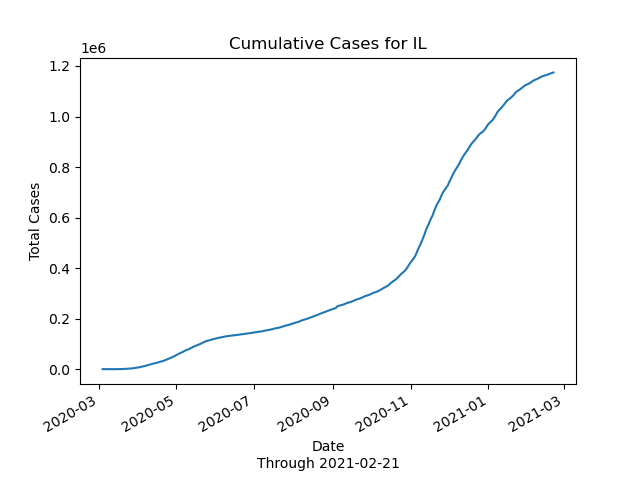 Cumulative Cases for IL
1e6
1.2
1.0
0.8
0.6
0.4
0.2
0.0
Total Cases
2020-03
2020-05
2020-07
2020-09
2020-11
2021-01
2021-03
Date
Through 2021-02-21